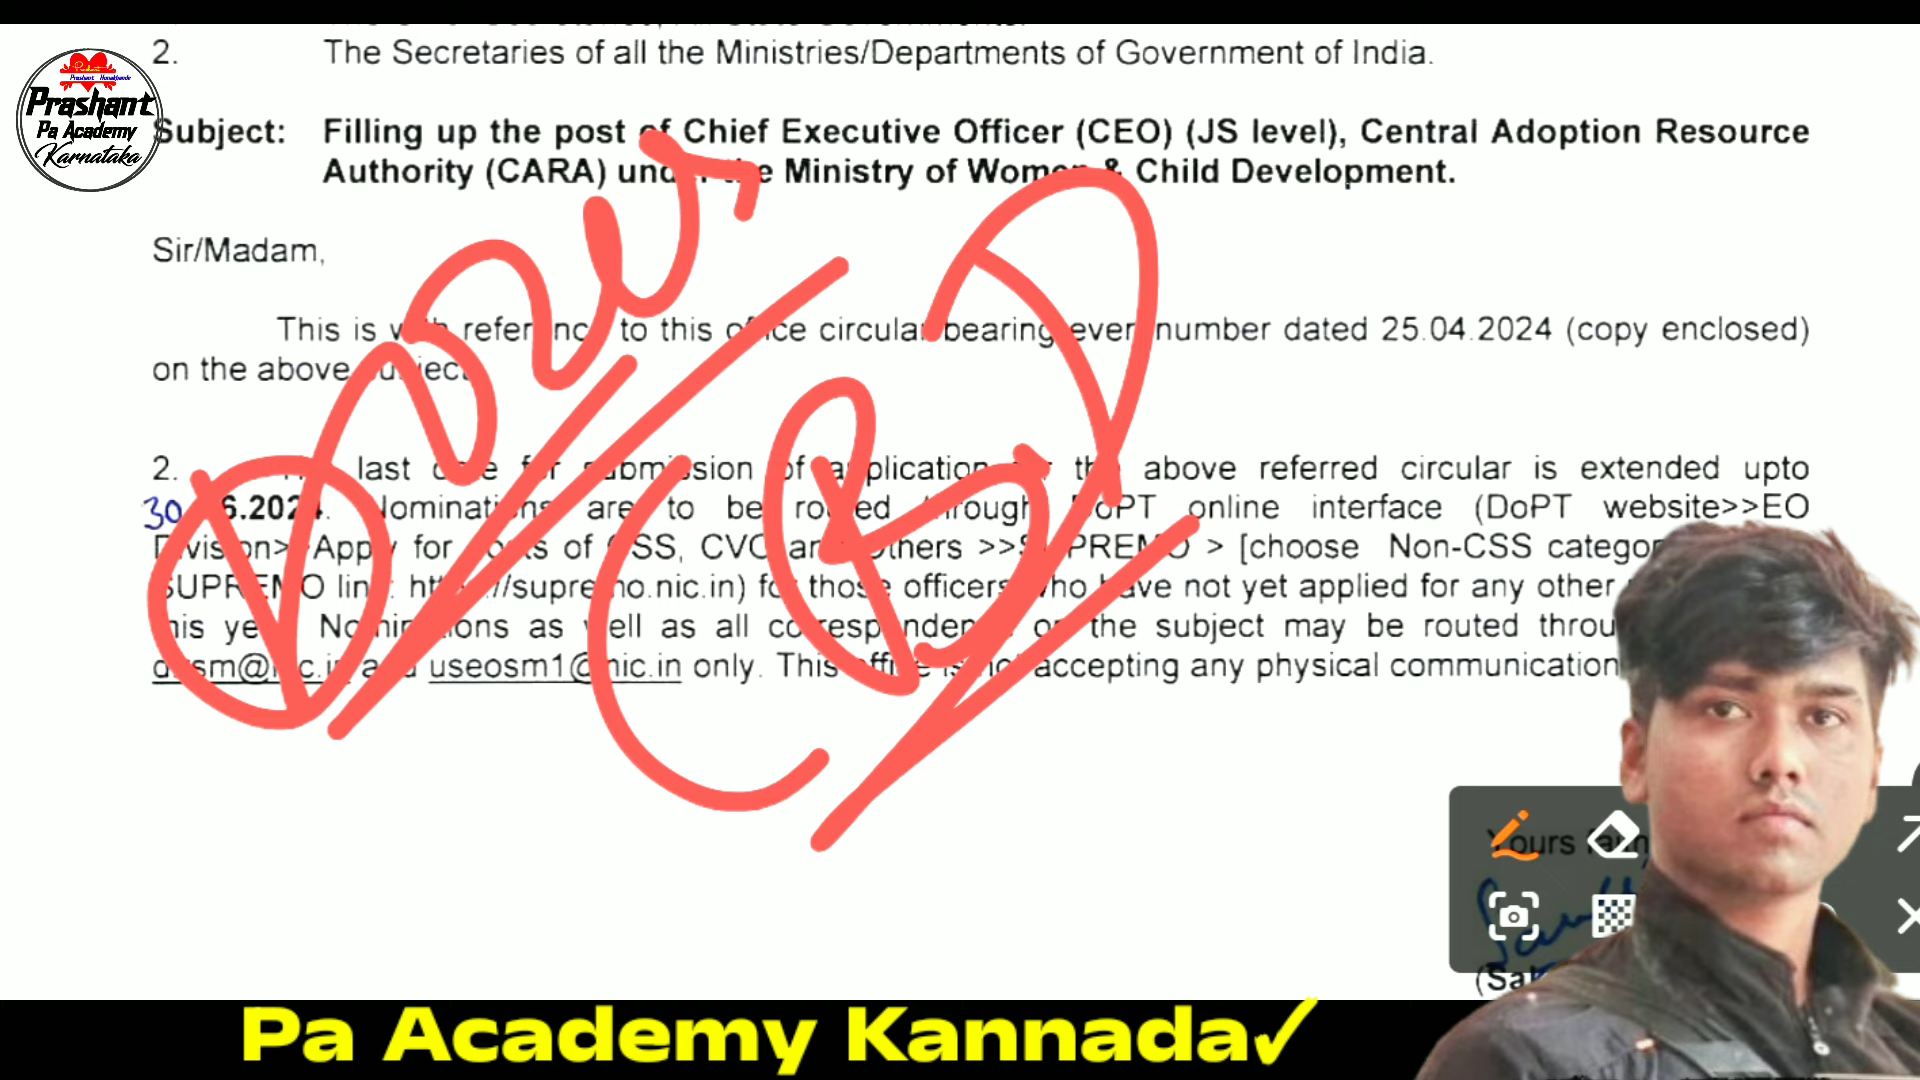 2. The Secretaries of all the Ministries/Departments of Government of India.
Prashant
Pa Academy
Karnataka
Subject: Filling up the post of Chief Executive Officer (CEO) (JS level), Central Adoption Resource
Authority (CARA) under the Ministry of Women & Child Development.
Sir/Madam,
This is with reference to this office circular bearing even number dated 25.04.2024 (copy enclosed)
on the above subject
2. last date for submission of application for the above referred circular is extended upto
30 6.2024. Nominations are to be routed through DoPT online interface (DoPT website>>EO
Division> Apply for posts of CSS, CVO and Others >>SUPREMO > [choose Non-CSS
SUPREMO link: supremo.nic.in) for those officers who have not yet applied for any other
this year Nominations as well as all correspondence on the subject may be routed
and useosm1@nic.in only. This office is not accepting any physical communication
Yours
Pa Academy Kannada✓